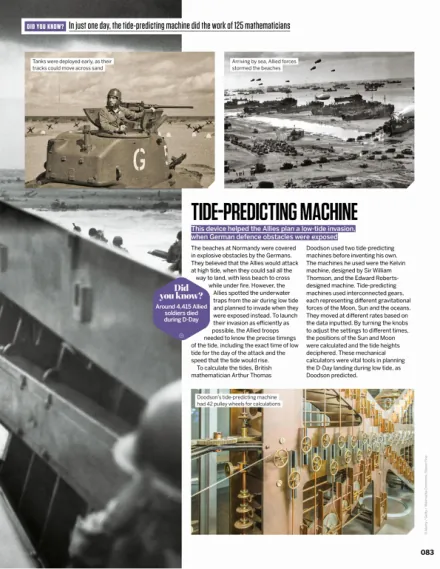 DID YOU KNOW? In just one day, the tide-predicting machine did the work of 125 mathematicians
Tanks were deployed early, as their
tracks could move across sand
Arriving by sea, Allied forces
stormed the beaches
TIDE-PREDICTING MACHINE
This device helped the Allies plan a low-tide invasion,
when German defence obstacles were exposed
The beaches at Normandy were covered
in explosive obstacles by the Germans.
They believed that the Allies would attack
at high tide, when they could sail all the
way to land, with less beach to cross
while under fire. However, the
Allies spotted the underwater
traps from the air during low tide
and planned to invade when they
were exposed instead. To launch
their invasion as efficiently as
possible, the Allied troops
needed to know the precise timings
of the tide, including the exact time of low
tide for the day of the attack and the
speed that the tide would rise.
To calculate the tides, British
mathematician Arthur Thomas
Doodson used two tide-predicting
machines before inventing his own.
The machines he used were the Kelvin
machine, designed by Sir William
Thomson, and the Edward Roberts-
designed machine. Tide-predicting
machines used interconnected gears,
each representing different gravitational
forces of the Moon, Sun and the oceans.
They moved at different rates based on
the data inputted. By turning the knobs
to adjust the settings to different times,
the positions of the Sun and Moon
were calculated and the tide heights
deciphered. These mechanical
calculators were vital tools in planning
the D-Day landing during low tide, as
Doodson predicted.
Did
you know?
Around 4,415 Allied
soldiers died
during D-Day
Doodson's tide-predicting machine
had 42 pulley wheels for calculations
G
083